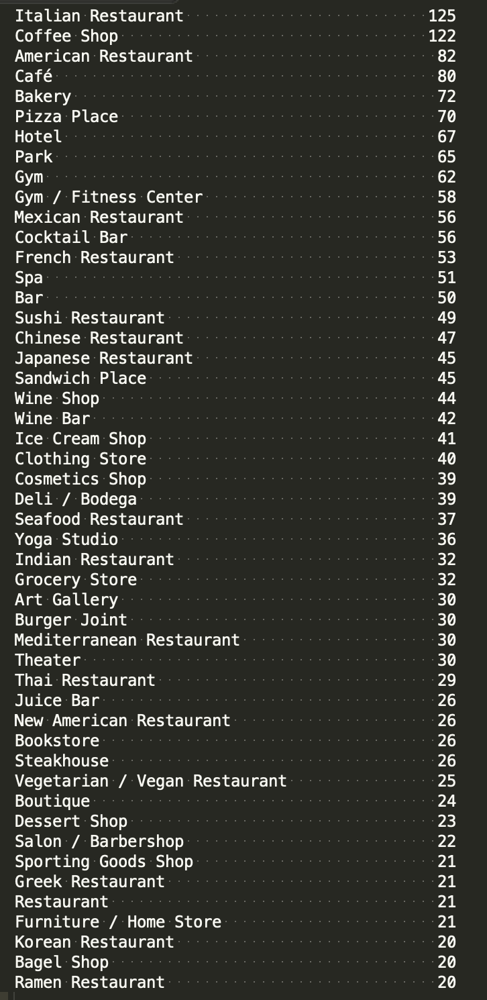 Italian Restaurant 125
Coffee Shop 122
American Restaurant 82
Café 80
Bakery 72
Pizza Place 70
Hotel 67
Park 65
Gym 62
Gym / Fitness Center 58
Mexican Restaurant 56
Cocktail Bar 56
French Restaurant 53
Spa 51
Bar 50
Sushi Restaurant 49
Chinese Restaurant 47
Japanese Restaurant 45
Sandwich Place 45
Wine Shop 44
Wine Bar 42
Ice Cream Shop 41
Clothing Store 40
Cosmetics Shop 39
Deli / Bodega 39
Seafood Restaurant 37
Yoga Studio 36
Indian Restaurant 32
Grocery Store 32
Art Gallery 30
Burger Joint 30
Mediterranean Restaurant 30
Theater 30
Thai Restaurant 29
Juice Bar 26
New American Restaurant 26
Bookstore 26
Steakhouse 26
Vegetarian / Vegan Restaurant 25
Boutique 24
Dessert Shop 23
Salon / Barbershop 22
Sporting Goods Shop 21
Greek Restaurant 21
Restaurant 21
Furniture / Home Store 21
Korean Restaurant 20
Bagel Shop 20
Ramen Restaurant 20